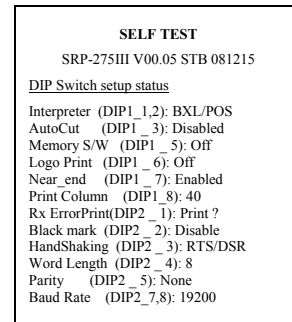 SELF TEST
SRP-275III V00.05 STB 081215
DIP Switch setup status
Interpreter (DIP1_1,2): BXL/POS
AutoCut (DIP1 _ 3): Disabled
Memory S/W (DIP1 _ 5): Off
Logo Print (DIP1 _ 6): Off
Near_end (DIP1 _ 7): Enabled
Print Column (DIP1_8): 40
Rx ErrorPrint(DIP2 _ 1): Print ?
Black mark (DIP2 _ 2): Disable
HandShaking (DIP2 _ 3): RTS/DSR
Word Length (DIP2 _ 4): 8
Parity (DIP2 _ 5): None
Baud Rate (DIP2_7,8): 19200